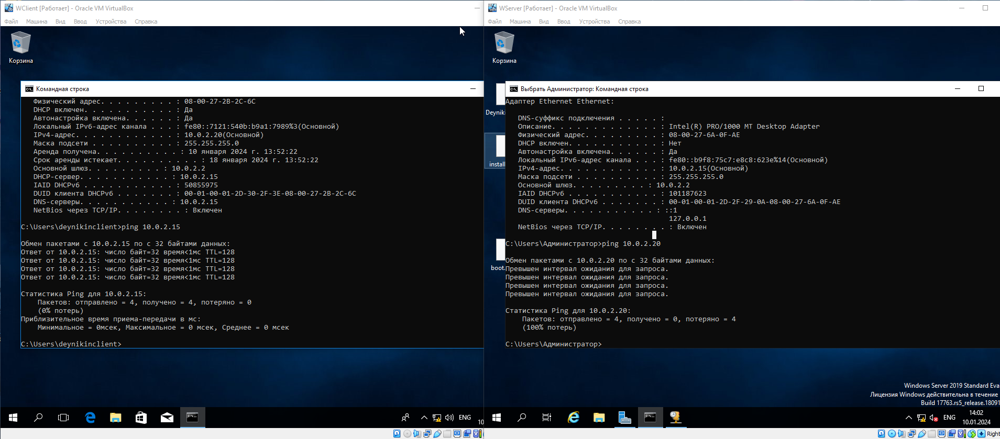 WClient [Работает] - Oracle VM VirtualBox
Файл Машина Вид Ввод Устройства Справка
Корзина
Командная строка
Физический адрес. . . . . . . . . : 08-00-27-2B-2C-6C
DHCP включен. . . . . . . . . . . : Да
Автонастройка включена. . . . . . : Да
Локальный IPv6-адрес канала . . . : fe80::7121:540b:b9a1:7989%3(Основной)
IPv4-адрес. . . . . . . . . . . . : 10.0.2.20(Основной)
Маска подсети . . . . . . . . . . : 255.255.255.0
Аренда получена. . . . . . . . . . : 10 января 2024 г. 13:52:22
Срок аренды истекает. . . . . . . . . . : 18 января 2024 г. 13:52:22
Основной шлюз. . . . . . . . . : 10.0.2.2
DHCP-сервер. . . . . . . . . . . : 10.0.2.15
IAID DHCPv6 . . . . . . . . . . . : 50855975
DUID клиента DHCPv6 . . . . . . . : 00-01-00-01-2D-30-2F-3E-08-00-27-2B-2C-6C
DNS-серверы. . . . . . . . . . . : 10.0.2.15
NetBios через TCP/IP. . . . . . . . : Включен
C:\Users\deynikinclient>ping 10.0.2.15
Обмен пакетами с 10.0.2.15 по с 32 байтами данных:
Ответ от 10.0.2.15: число байт=32 время<1мс TTL=128
Ответ от 10.0.2.15: число байт=32 время<1мс TTL=128
Ответ от 10.0.2.15: число байт=32 время<1мс TTL=128
Ответ от 10.0.2.15: число байт=32 время<1мс TTL=128
Статистика Ping для 10.0.2.15:
Пакетов: отправлено = 4, получено = 4, потеряно = 0
(0% потерь)
Приблизительное время приема-передачи в мс:
Минимальное = 0мсек, Максимальное = 0 мсек, Среднее = 0 мсек
C:\Users\deynikinclient>
ENG
10
WServer [Работает] - Oracle VM VirtualBox
Файл Машина Вид Ввод Устройства Справка
Корзина
Deyniki
install
boot.
Выбрать Администратор: Командная строка
Адаптер Ethernet Ethernet:
DNS-суффикс подключения . . . . . :
Описание. . . . . . . . . . . . . : Intel(R) PRO/1000 MT Desktop Adapter
Физический адрес. . . . . . . . . : 08-00-27-6A-0F-AE
DHCP включен. . . . . . . . . . . : Нет
Автонастройка включена. . . . . . : Да
Локальный IPv6-адрес канала . . . : fe80::b9f8:75c7:e8c8:623e%14(Основной)
IPv4-адрес. . . . . . . . . . . . : 10.0.2.15(Основной)
Маска подсети . . . . . . . . . . : 255.255.255.0
Основной шлюз. . . . . . . . . : 10.0.2.2
IAID DHCPv6 . . . . . . . . . . . : 101187623
DUID клиента DHCPv6 . . . . . . . : 00-01-00-01-2D-2F-29-0A-08-00-27-6A-0F-AE
DNS-серверы. . . . . . . . . . . : ::1
127.0.0.1
NetBios через TCP/IP. . . . . . . . : Включен
C:\Users\Администратор>ping 10.0.2.20
Обмен пакетами с 10.0.2.20 по с 32 байтами данных:
Превышен интервал ожидания для запроса.
Превышен интервал ожидания для запроса.
Превышен интервал ожидания для запроса.
Превышен интервал ожидания для запроса.
Статистика Ping для 10.0.2.20:
Пакетов: отправлено = 4, получено = 0, потеряно = 4
(100% потерь)
C:\Users\Администратор>
Windows Server 2019 Standard Eva
Лицензия Windows действительна в течение
Build 17763.rs5_release.18091
ENG
14:02
10.01.2024
Right